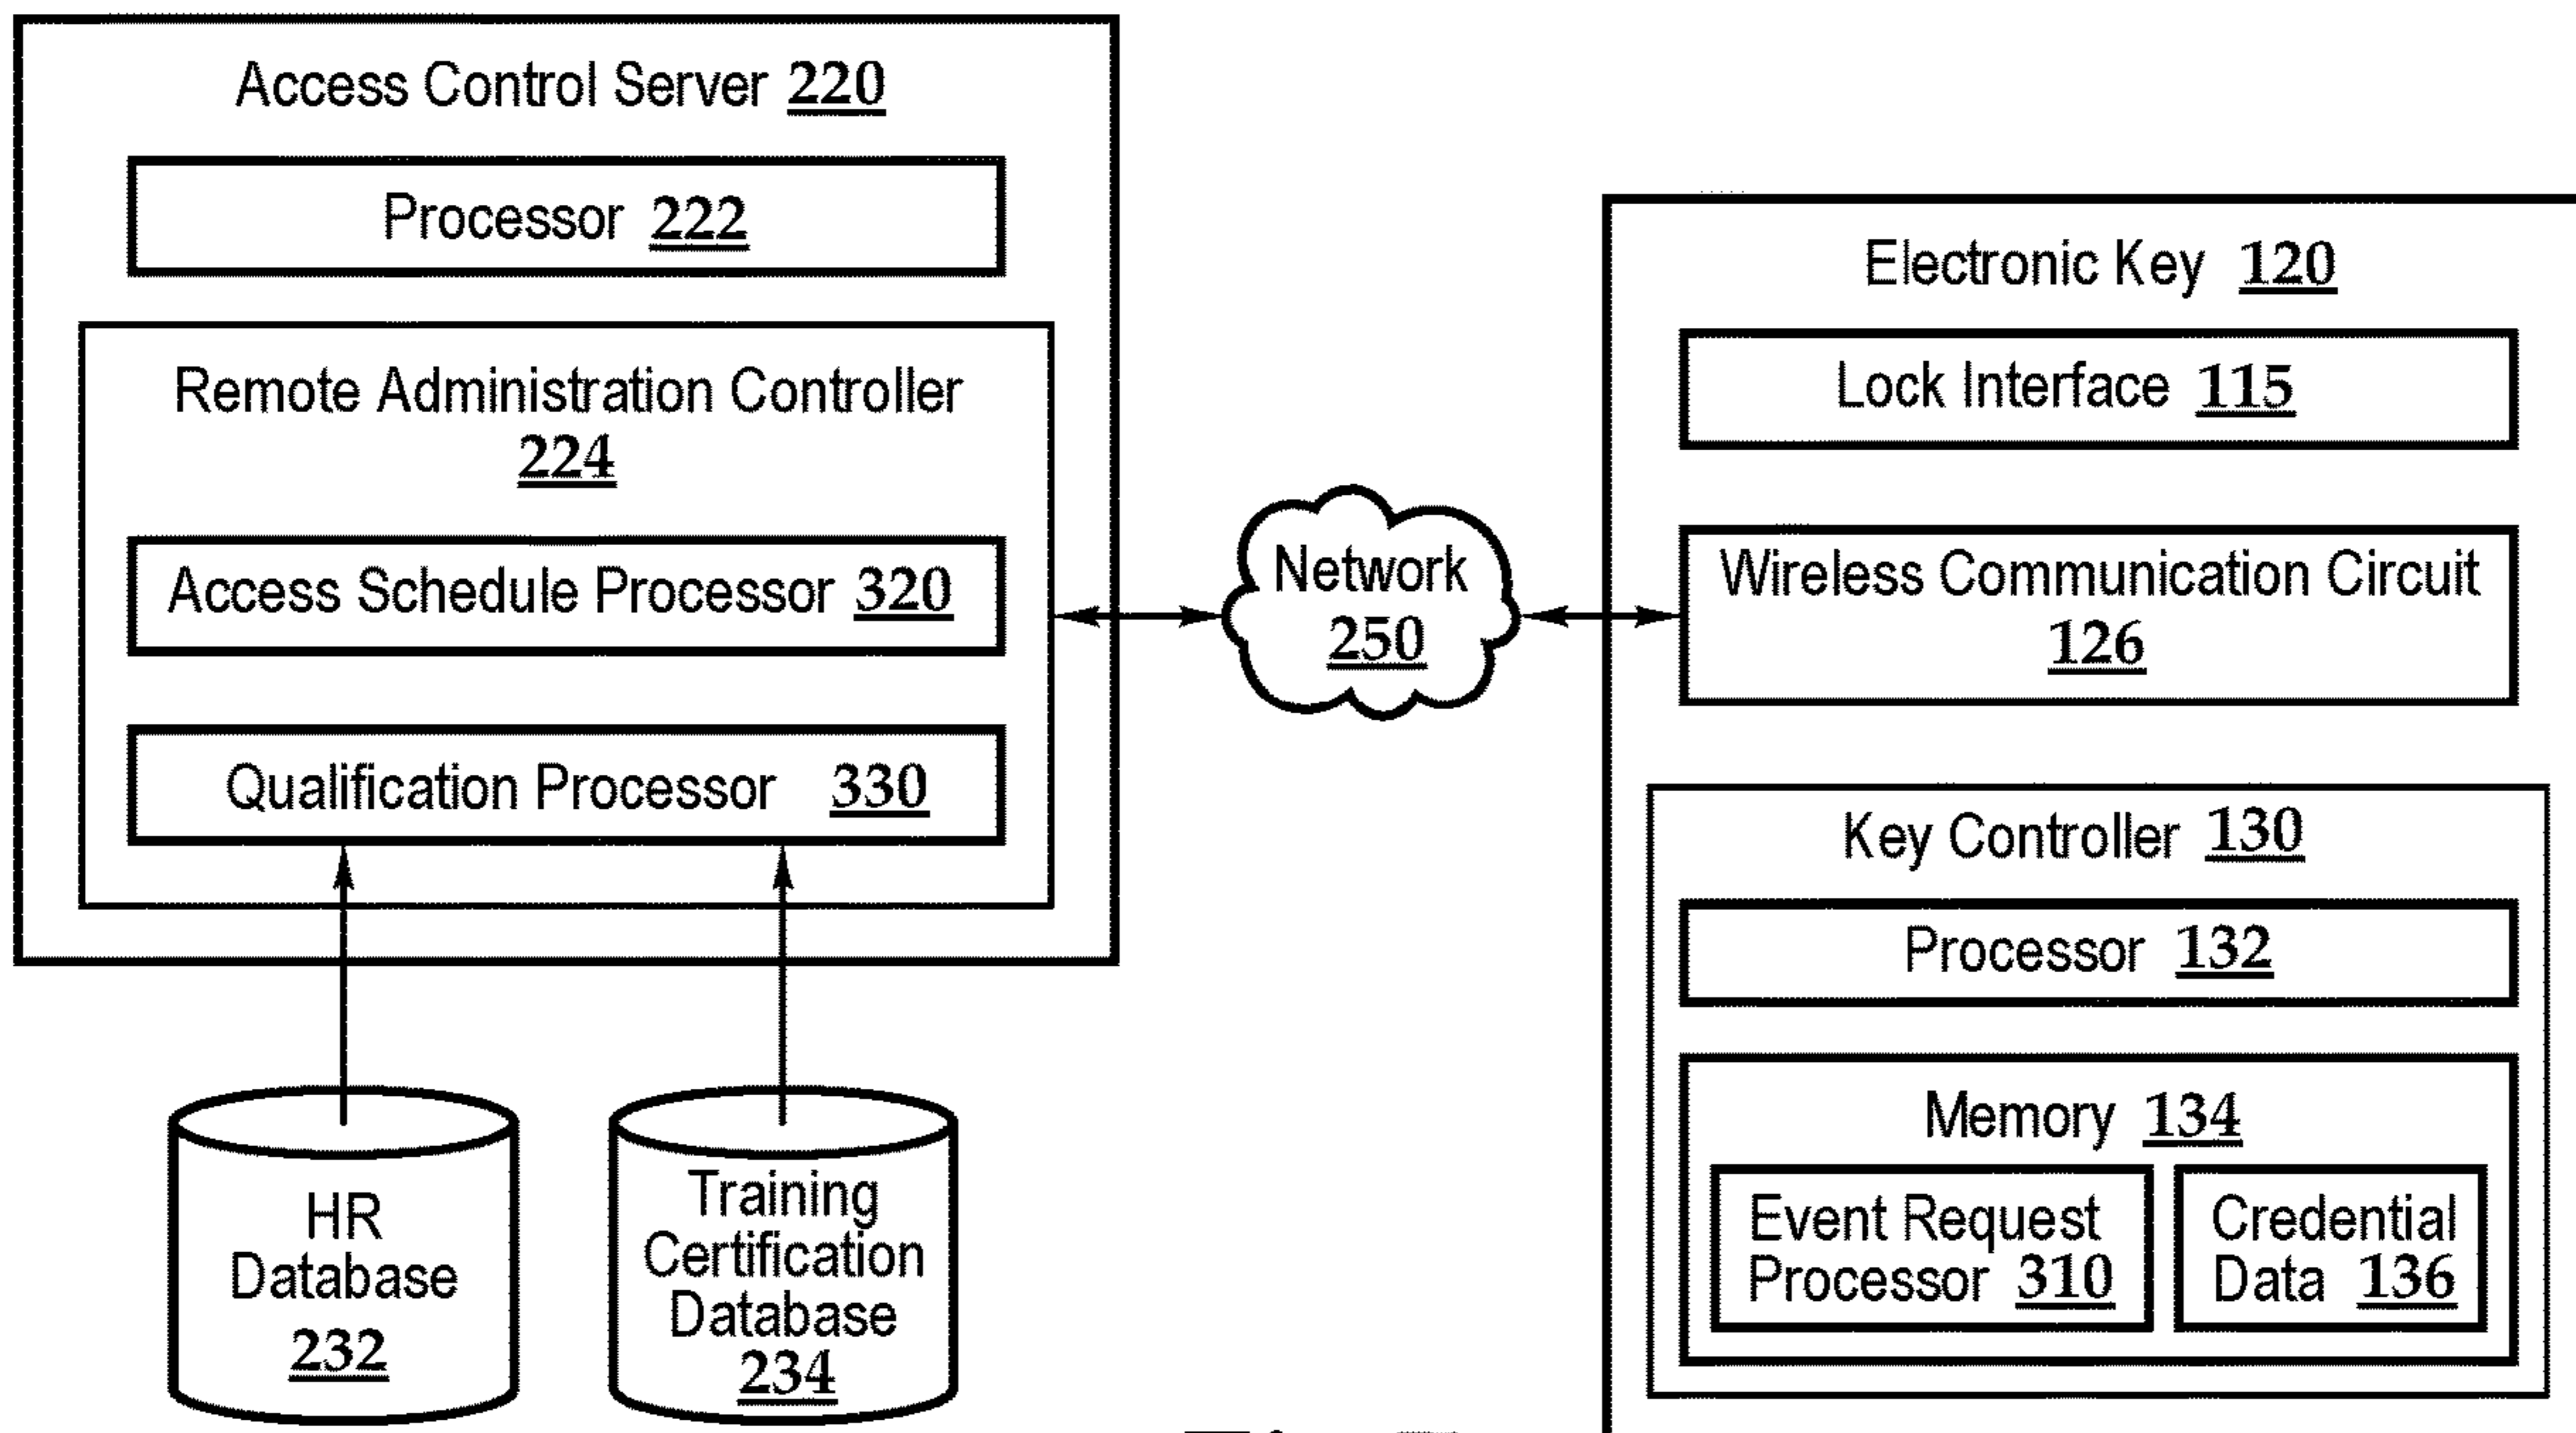 Access Control Server 220
Processor 222
Remote Administration Controller
224
Access Schedule Processor 320
Qualification Processor 330
HR
Database
232
Training
Certification
Database
234
Network
250
Electronic Key 120
Lock Interface 115
Wireless Communication Circuit
126
Key Controller 130
Processor 132
Memory 134
Event Request
Processor 310
Credential
Data 136